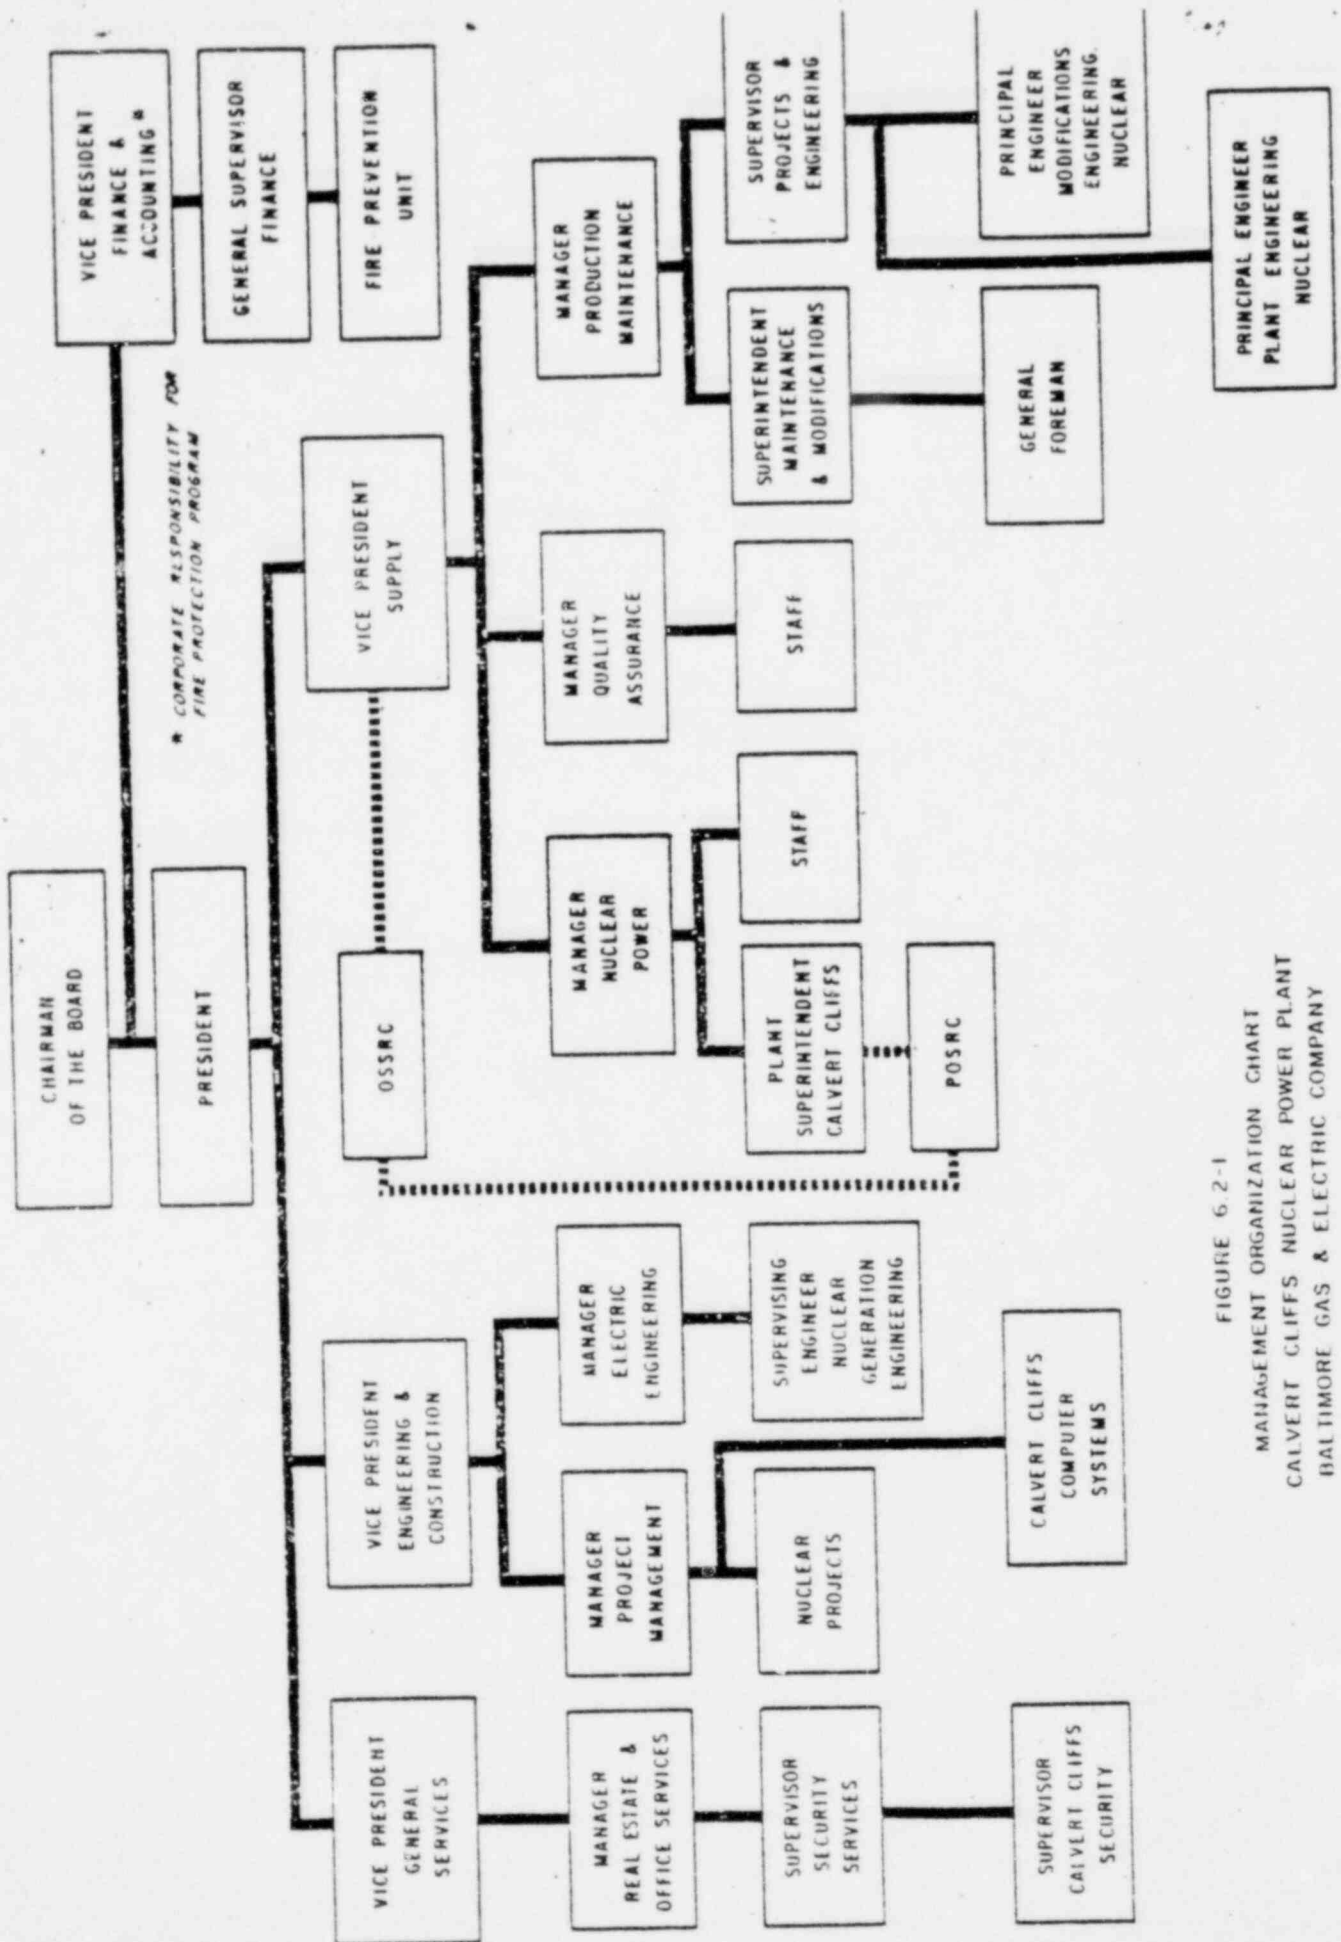 CHAIRMAN
OF THE BOARD
PRESIDENT
VICE PRESIDENT
FINANCE &
ACCOUNTING *
GENERAL SUPERVISOR
FINANCE
FIRE PREVENTION
UNIT
* CORPORATE RESPONSIBILITY FOR
FIRE PROTECTION PROGRAM
VICE PRESIDENT
GENERAL
SERVICES
MANAGER
REAL ESTATE &
OFFICE SERVICES
SUPERVISOR
SECURITY
SERVICES
SUPERVISOR
CALVERT CLIFFS
SECURITY
VICE PRESIDENT
ENGINEERING &
CONSTRUCTION
MANAGER
PROJECT
MANAGEMENT
NUCLEAR
PROJECTS
CALVERT CLIFFS
COMPUTER
SYSTEMS
MANAGER
ELECTRIC
ENGINEERING
SUPERVISING
ENGINEER
NUCLEAR
GENERATION
ENGINEERING
OSSRC
VICE PRESIDENT
SUPPLY
MANAGER
NUCLEAR
POWER
PLANT
SUPERINTENDENT
CALVERT CLIFFS
POSRC
STAFF
MANAGER
QUALITY
ASSURANCE
STAFF
MANAGER
PRODUCTION
MAINTENANCE
SUPERINTENDENT
MAINTENANCE
& MODIFICATIONS
GENERAL
FOREMAN
SUPERVISOR
PROJECTS &
ENGINEERING
PRINCIPAL
ENGINEER
MODIFICATIONS
ENGINEERING.
NUCLEAR
PRINCIPAL ENGINEER
PLANT ENGINEERING
NUCLEAR
FIGURE 6.2-1
MANAGEMENT ORGANIZATION CHART
CALVERT CLIFFS NUCLEAR POWER PLANT
BALTIMORE GAS & ELECTRIC COMPANY